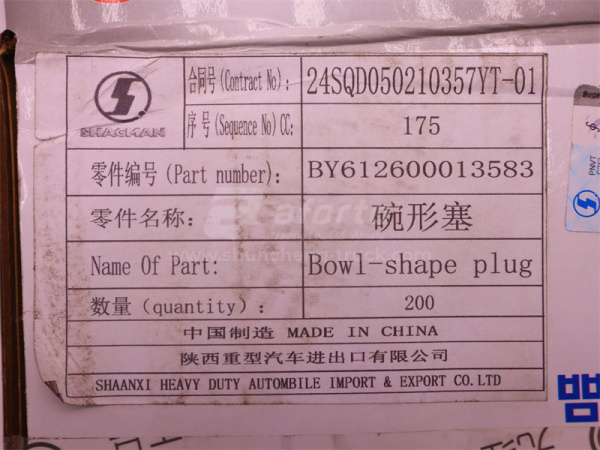 SHACMAN
合同号(Contract No): 24SQD050210357YT-01
序号(Sequence No)CC: 175
零件编号(Part number): BY612600013583
零件名称: 碗形塞
Name Of Part: Bowl-shape plug
数量(quantity): 200
中国制造 MADE IN CHINA
陕西重型汽车进出口有限公司
SHAANXI HEAVY DUTY AUTOMBILE IMPORT & EXPORT CO.LTD
PNVT